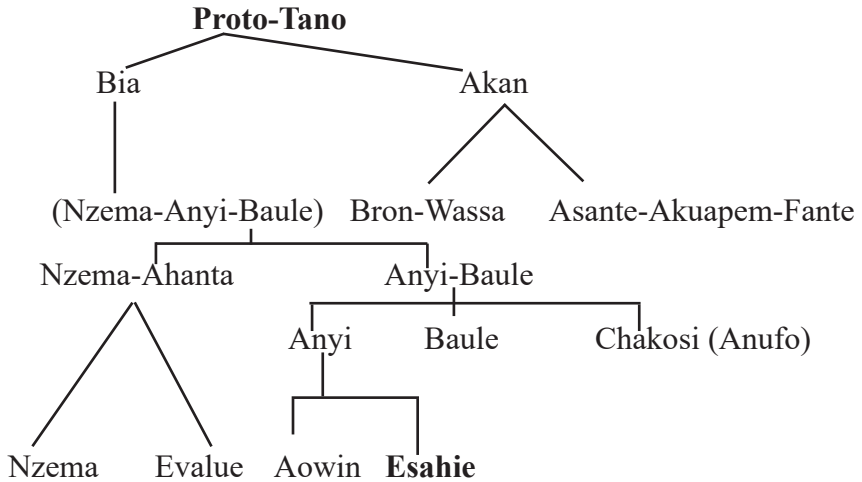 Proto-Tano
Bia Akan
(Nzema-Anyi-Baule) Bron-Wassa Asante-Akuapem-Fante
Nzema-Ahanta Anyi-Baule
Anyi Baule Chakosi (Anufo)
Nzema Evalue Aowin Esahie